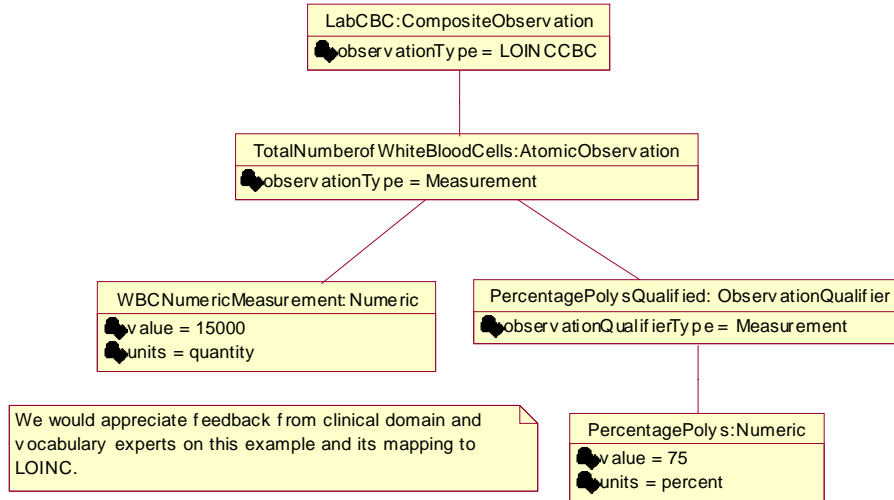 LabCBC:CompositeObservation
observationType = LOINCCBC
TotalNumberofWhiteBloodCells:AtomicObservation
observationType = Measurement
WBCNumericMeasurement:Numeric
value = 15000
units = quantity
PercentagePolysQualified: ObservationQualifier
observationQualifierType = Measurement
We would appreciate feedback from clinical domain and
vocabulary experts on this example and its mapping to
LOINC.
PercentagePolys:Numeric
value = 75
units = percent